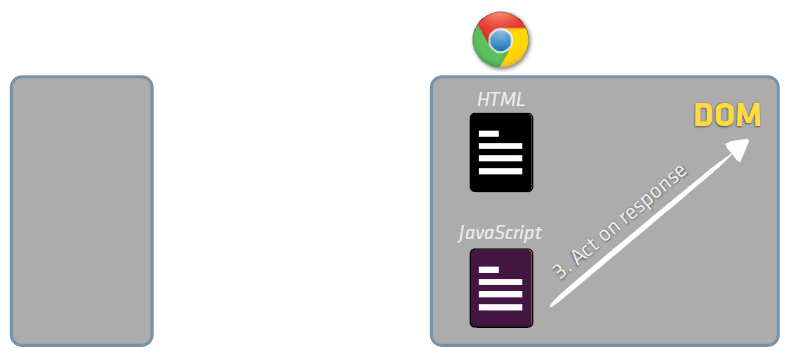 HTML
DOM
JavaScript
3. Act on response